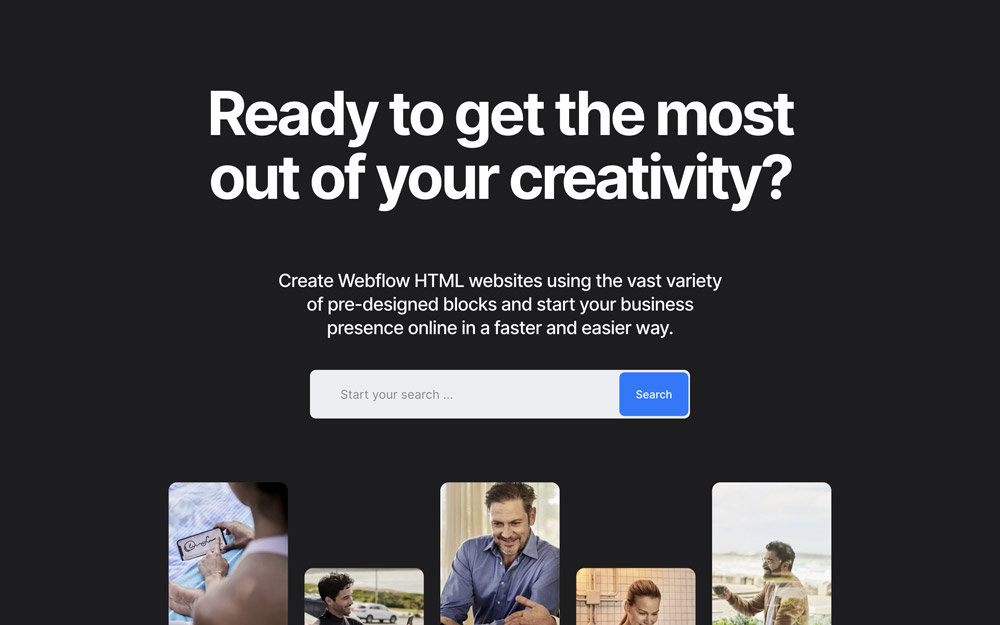 Ready to get the most
out of your creativity?
Create Webflow HTML websites using the vast variety
of pre-designed blocks and start your business
presence online in a faster and easier way.
Start your search ...
Search